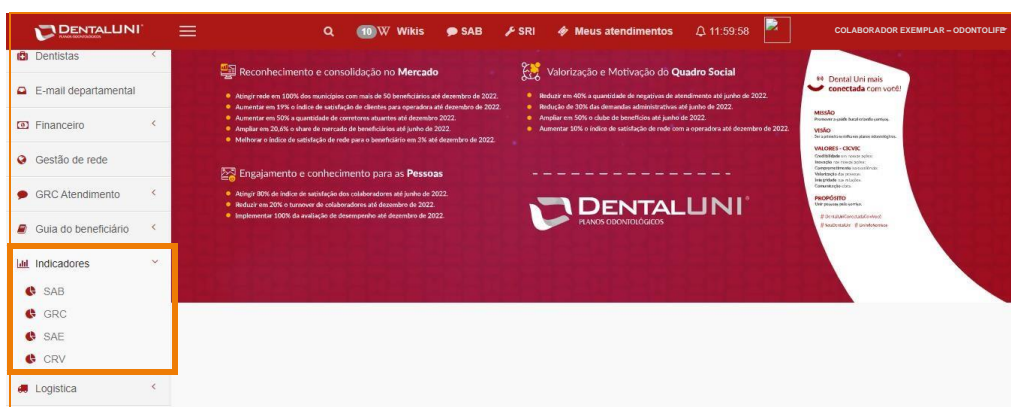 DENTALUNI
PLANOS ODONTOLÓGICOS
10 W Wikis
SAB
SRI
Meus atendimentos
11:59:58
COLABORADOR EXEMPLAR – ODONTOLIFE
Dentistas
E-mail departamental
Financeiro
Gestão de rede
GRC Atendimento
Guia do beneficiário
Indicadores
SAB
GRC
SAE
CRV
Logistica
Reconhecimento e consolidação no Mercado
Atingir rede em 100% dos municípios com mais de 50 beneficiários até dezembro de 2022.
Aumentar em 19% o índice de satisfação de clientes para operadora até dezembro de 2022.
Aumentar em 50% a quantidade de corretores atuantes até dezembro 2022.
Ampliar em 20,6% o share de mercado de beneficiários até junho de 2022.
Melhorar o índice de satisfação de rede para o beneficiário em 3% até dezembro de 2022.
Valorização e Motivação do Quadro Social
Reduzir em 40% a quantidade de negativas de atendimento até junho de 2022.
Redução de 30% das demandas administrativas até junho de 2022.
Ampliar em 50% o clube de benefícios até junho de 2022.
Aumentar 10% o índice de satisfação de rede com a operadora até dezembro de 2022.
Engajamento e conhecimento para as Pessoas
Atingir 80% de índice de satisfação dos colaboradores até junho de 2022.
Reduzir em 20% o turnover de colaboradores até dezembro de 2022.
Implementar 100% da avaliação de desempenho até dezembro de 2022.
DENTALUNI
PLANOS ODONTOLÓGICOS
Dental Uni mais
conectada com você!
MISSÃO
VISÃO
VALORES - CICVIC
PROPÓSITO